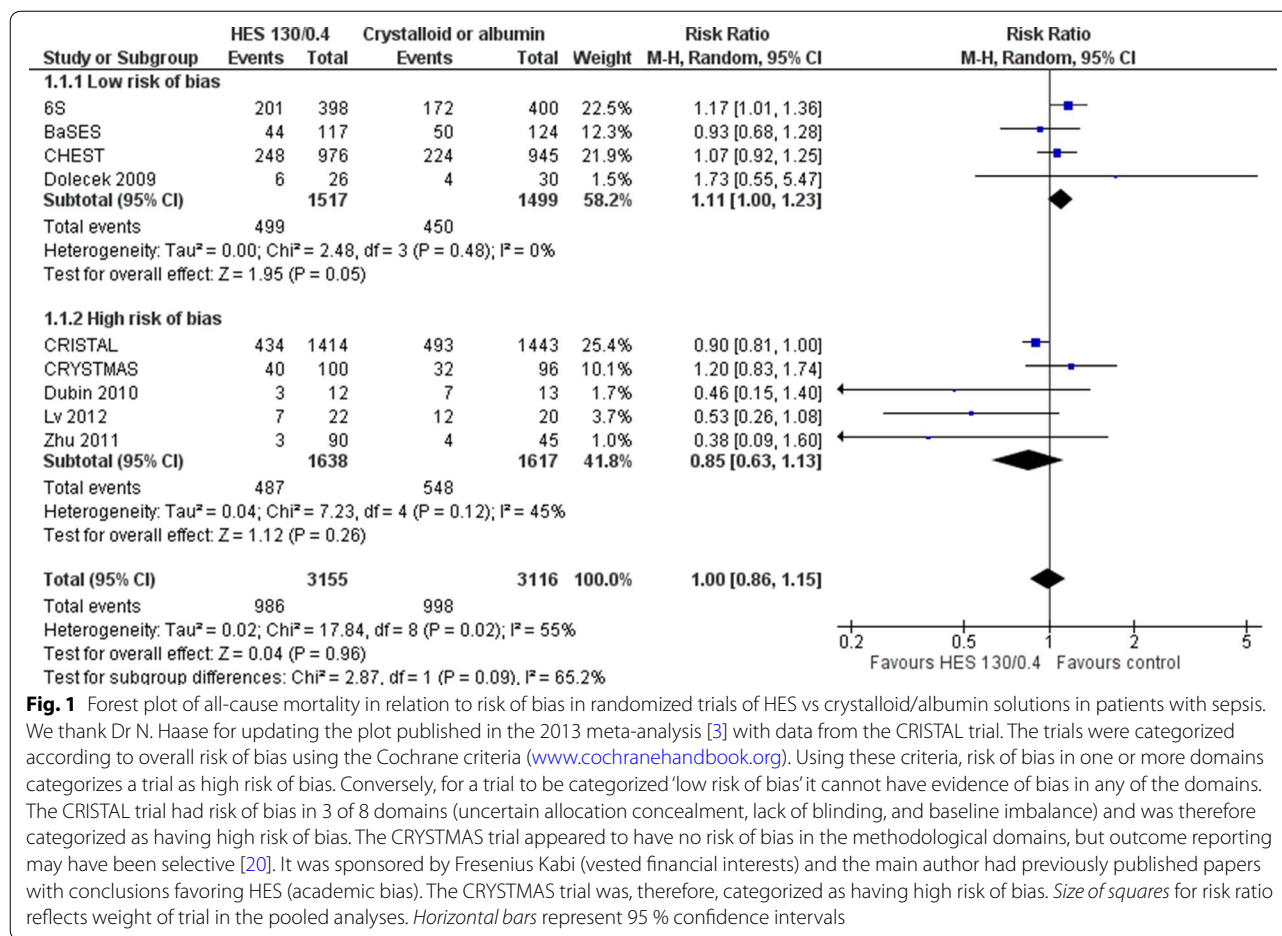 HES 130/0.4 Crystalloid or albumin Risk Ratio Risk Ratio
Study or Subgroup Events Total Events Total Weight M-H, Random, 95% CI M-H, Random, 95% CI
1.1.1 Low risk of bias
6S 201 398 172 400 22.5% 1.17 [1.01, 1.36]
BaSES 44 117 50 124 12.3% 0.93 [0.68, 1.28]
CHEST 248 976 224 945 21.9% 1.07 [0.92, 1.25]
Dolecek 2009 6 26 4 30 1.5% 1.73 [0.55, 5.47]
Subtotal (95% CI) 1517 1499 58.2% 1.11 [1.00, 1.23]
Total events 499 450
Heterogeneity: Tau² = 0.00; Chi² = 2.48, df = 3 (P = 0.48); I² = 0%
Test for overall effect: Z = 1.95 (P = 0.05)
1.1.2 High risk of bias
CRISTAL 434 1414 493 1443 25.4% 0.90 [0.81, 1.00]
CRYSTMAS 40 100 32 96 10.1% 1.20 [0.83, 1.74]
Dubin 2010 3 12 7 13 1.7% 0.46 [0.15, 1.40]
Lv 2012 7 22 12 20 3.7% 0.53 [0.26, 1.08]
Zhu 2011 3 90 4 45 1.0% 0.38 [0.09, 1.60]
Subtotal (95% CI) 1638 1617 41.8% 0.85 [0.63, 1.13]
Total events 487 548
Heterogeneity: Tau² = 0.04; Chi² = 7.23, df = 4 (P = 0.12); I² = 45%
Test for overall effect: Z = 1.12 (P = 0.26)
Total (95% CI) 3155 3116 100.0% 1.00 [0.86, 1.15]
Total events 986 998
Heterogeneity: Tau² = 0.02; Chi² = 17.84, df = 8 (P = 0.02); I² = 55%
Test for overall effect: Z = 0.04 (P = 0.96)
Test for subgroup differences: Chi² = 2.87, df = 1 (P = 0.09), I² = 65.2%
0.2 0.5 1 2 5
Favours HES 130/0.4 Favours control
Fig. 1 Forest plot of all-cause mortality in relation to risk of bias in randomized trials of HES vs crystalloid/albumin solutions in patients with sepsis.
We thank Dr N. Haase for updating the plot published in the 2013 meta-analysis [3] with data from the CRISTAL trial. The trials were categorized
according to overall risk of bias using the Cochrane criteria (www.cochranehandbook.org). Using these criteria, risk of bias in one or more domains
categorizes a trial as high risk of bias. Conversely, for a trial to be categorized ‘low risk of bias’ it cannot have evidence of bias in any of the domains.
The CRISTAL trial had risk of bias in 3 of 8 domains (uncertain allocation concealment, lack of blinding, and baseline imbalance) and was therefore
categorized as having high risk of bias. The CRYSTMAS trial appeared to have no risk of bias in the methodological domains, but outcome reporting
may have been selective [20]. It was sponsored by Fresenius Kabi (vested financial interests) and the main author had previously published papers
with conclusions favoring HES (academic bias). The CRYSTMAS trial was, therefore, categorized as having high risk of bias. Size of squares for risk ratio
reflects weight of trial in the pooled analyses. Horizontal bars represent 95 % confidence intervals